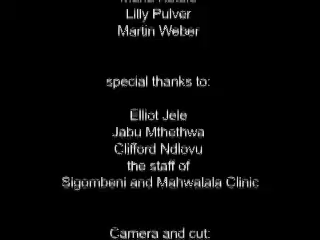 Lilly Pulver
Martin Weber
special thanks to:
Elliot Jele
Jabu Mthethwa
Clifford Ndlovu
the staff of
Sigombeni and Mahwalala Clinic
Camera and cut: